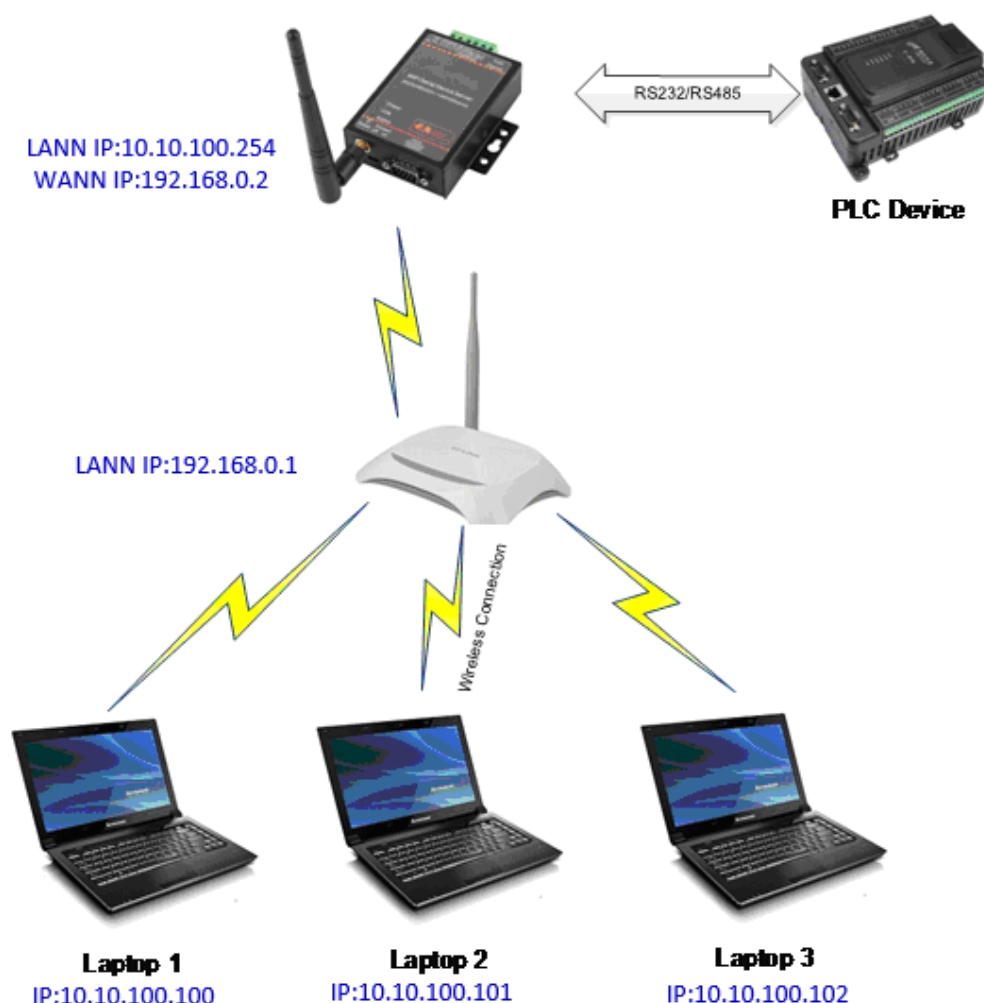 RS232/RS485
LANN IP:10.10.100.254
WANN IP:192.168.0.2
PLC Device
LANN IP:192.168.0.1
Wireless Connection
Laptop 1
IP:10.10.100.100
Laptop 2
IP:10.10.100.101
Laptop 3
IP:10.10.100.102